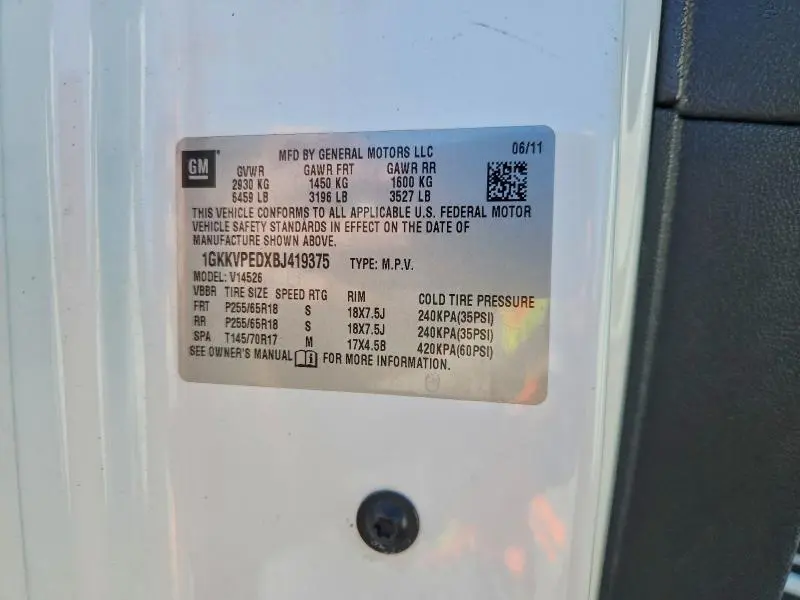 GM
MFD BY GENERAL MOTORS LLC 06/11
GVWR GAWR FRT GAWR RR
2930 KG 1450 KG 1600 KG
6459 LB 3196 LB 3527 LB
THIS VEHICLE CONFORMS TO ALL APPLICABLE U.S. FEDERAL MOTOR
VEHICLE SAFETY STANDARDS IN EFFECT ON THE DATE OF
MANUFACTURE SHOWN ABOVE.
1GKKVPEDXBJ419375 TYPE: M.P.V.
MODEL: V14526
VBBR TIRE SIZE SPEED RTG RIM COLD TIRE PRESSURE
FRT P255/65R18 S 18X7.5J 240KPA(35PSI)
RR P255/65R18 S 18X7.5J 240KPA(35PSI)
SPA T145/70R17 M 17X4.5B 420KPA(60PSI)
SEE OWNER'S MANUAL FOR MORE INFORMATION.